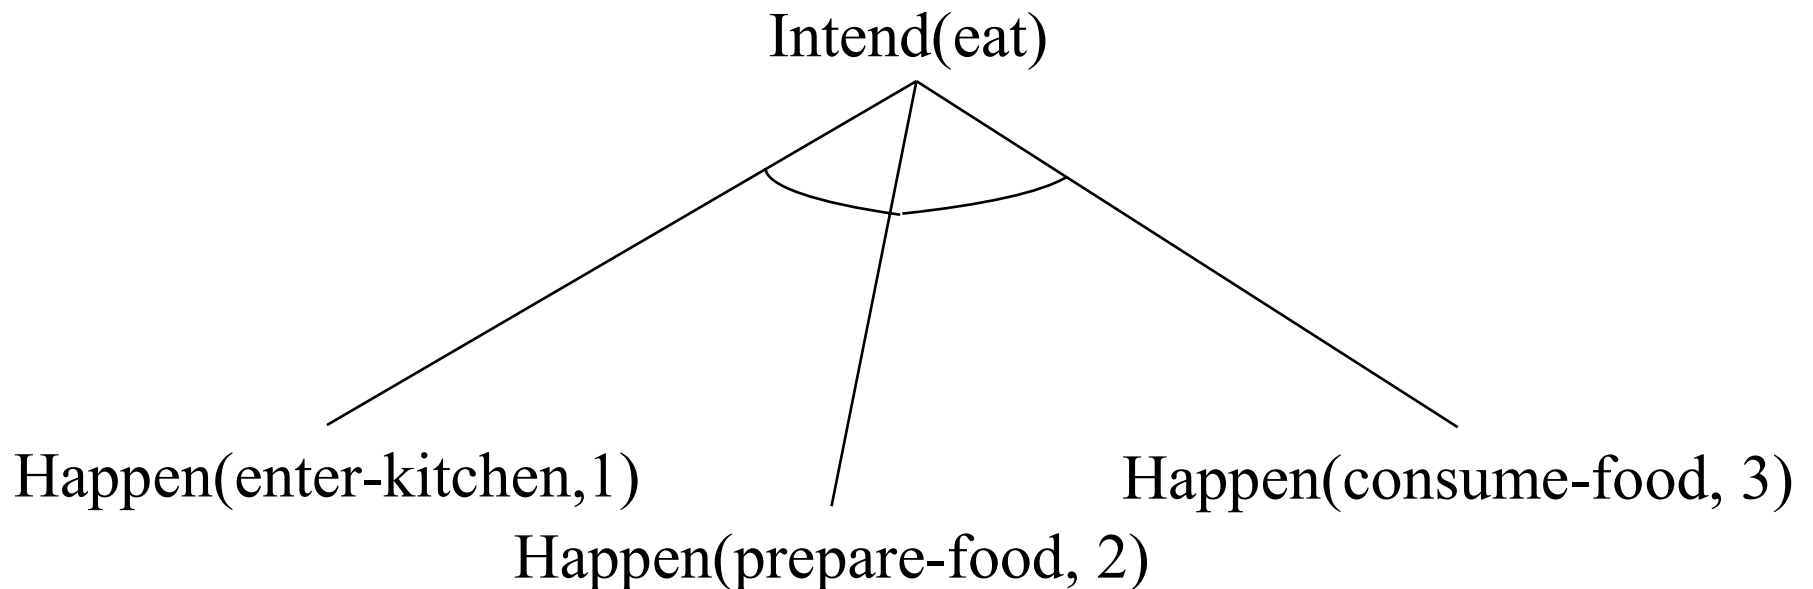 Intend(eat)
Happen(enter-kitchen,1)
Happen(consume-food, 3)
Happen(prepare-food, 2)